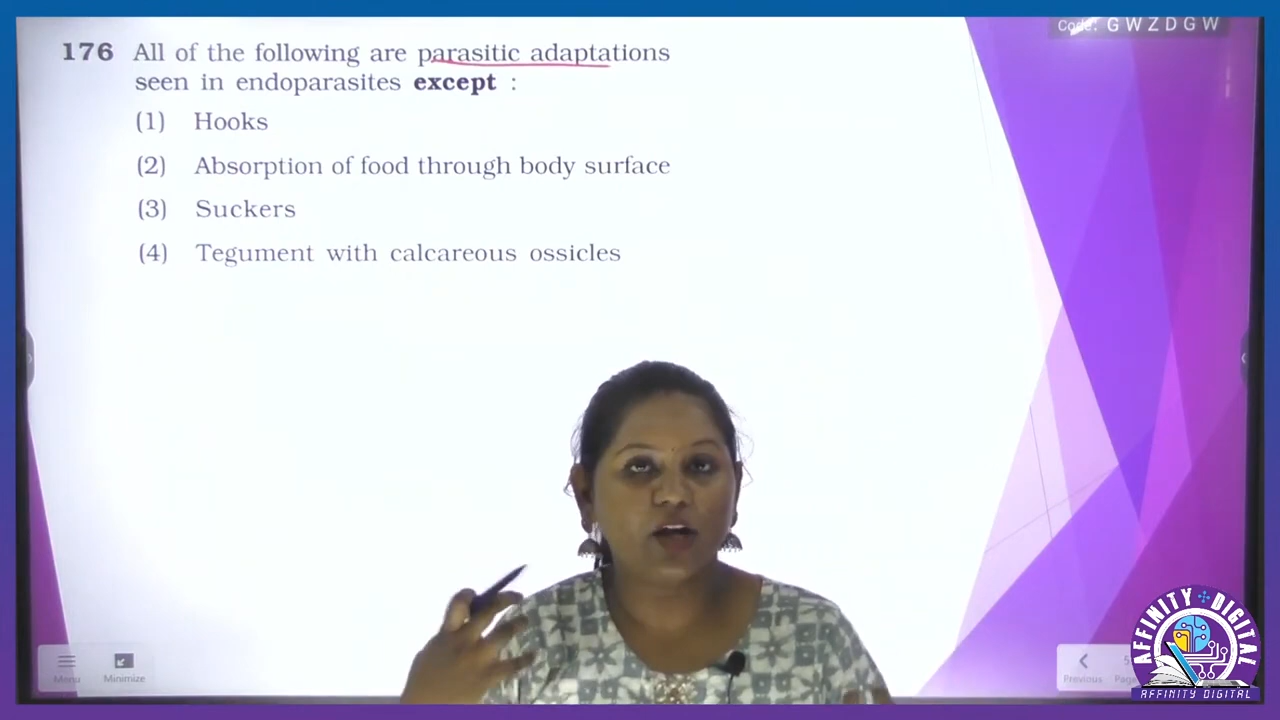 Code: G W Z D G W
176 All of the following are parasitic adaptations
seen in endoparasites except :
(1) Hooks
(2) Absorption of food through body surface
(3) Suckers
(4) Tegument with calcareous ossicles
Menu
Minimize
Previous
AFFINITY DIGITAL
AFFINITY DIGITAL